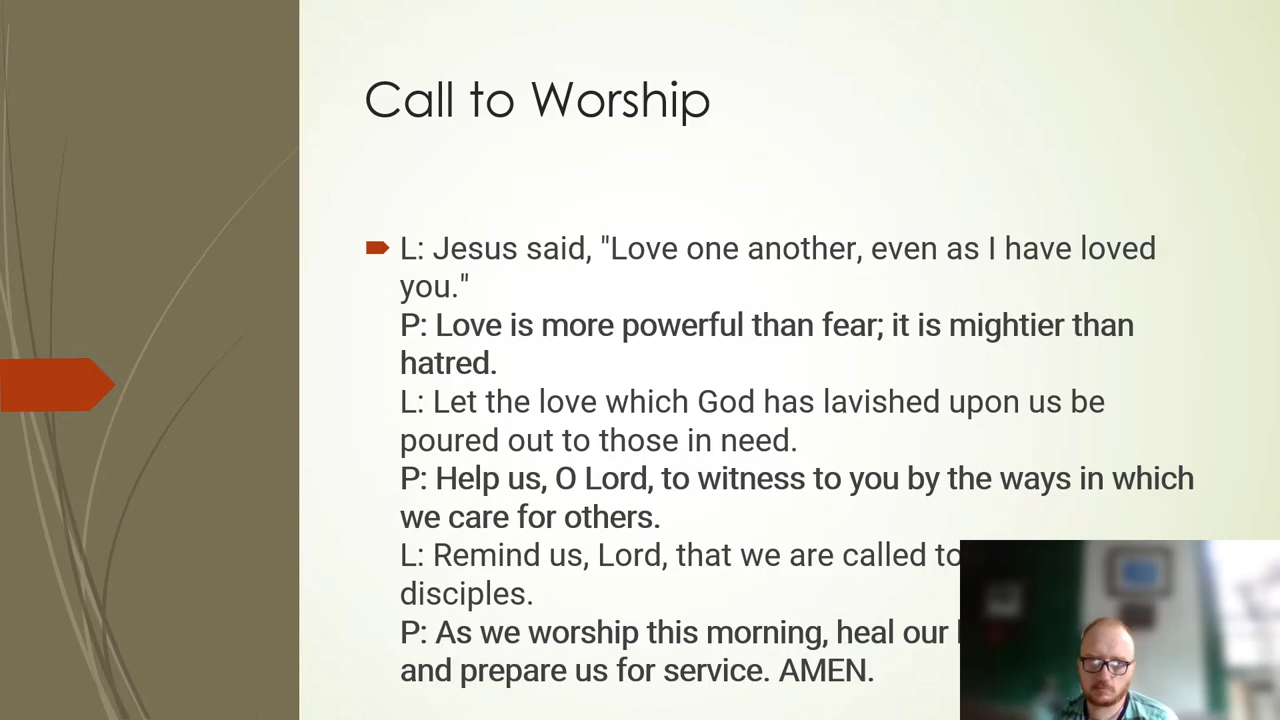 Call to Worship
L: Jesus said, "Love one another, even as I have loved
you."
P: Love is more powerful than fear; it is mightier than
hatred.
L: Let the love which God has lavished upon us be
poured out to those in need.
P: Help us, O Lord, to witness to you by the ways in which
we care for others.
L: Remind us, Lord, that we are called to
disciples.
P: As we worship this morning, heal our
and prepare us for service. AMEN.